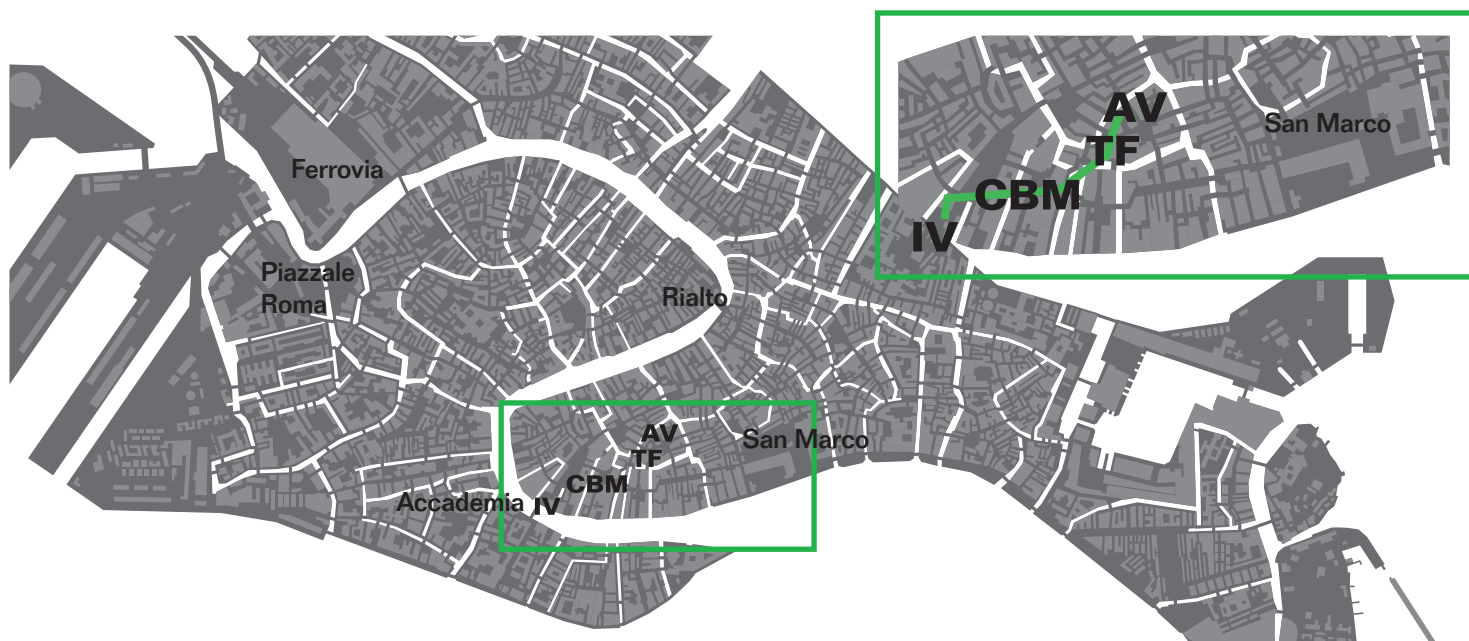 AV
San Marco
TF
Ferrovia
CBM
IV
Piazzale
Roma
Rialto
AV
San Marco
TF
CBM
Accademia
IV